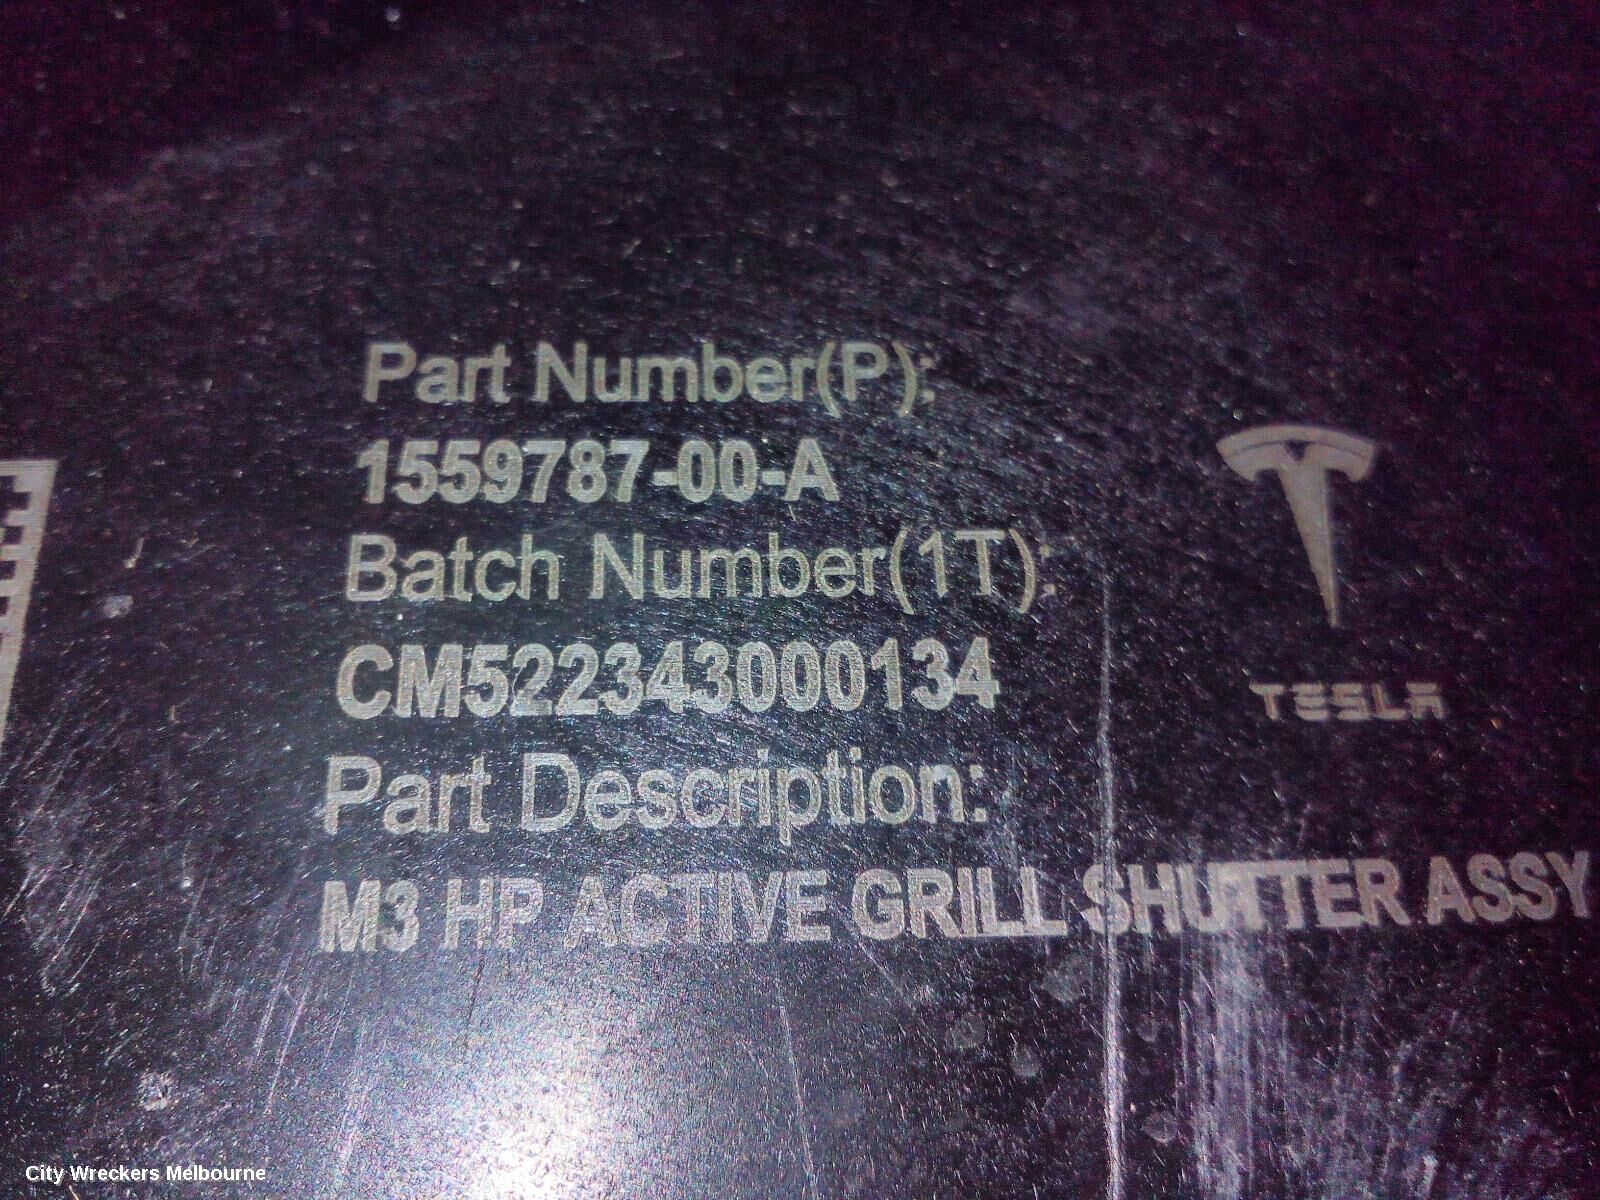 Part Number(P):
1559787-00-A
Batch Number(1T):
CM522343000134
TESLA
Part Description:
M3 HP ACTIVE GRILL SHUTTER ASSY
City Wreckers Melbourne